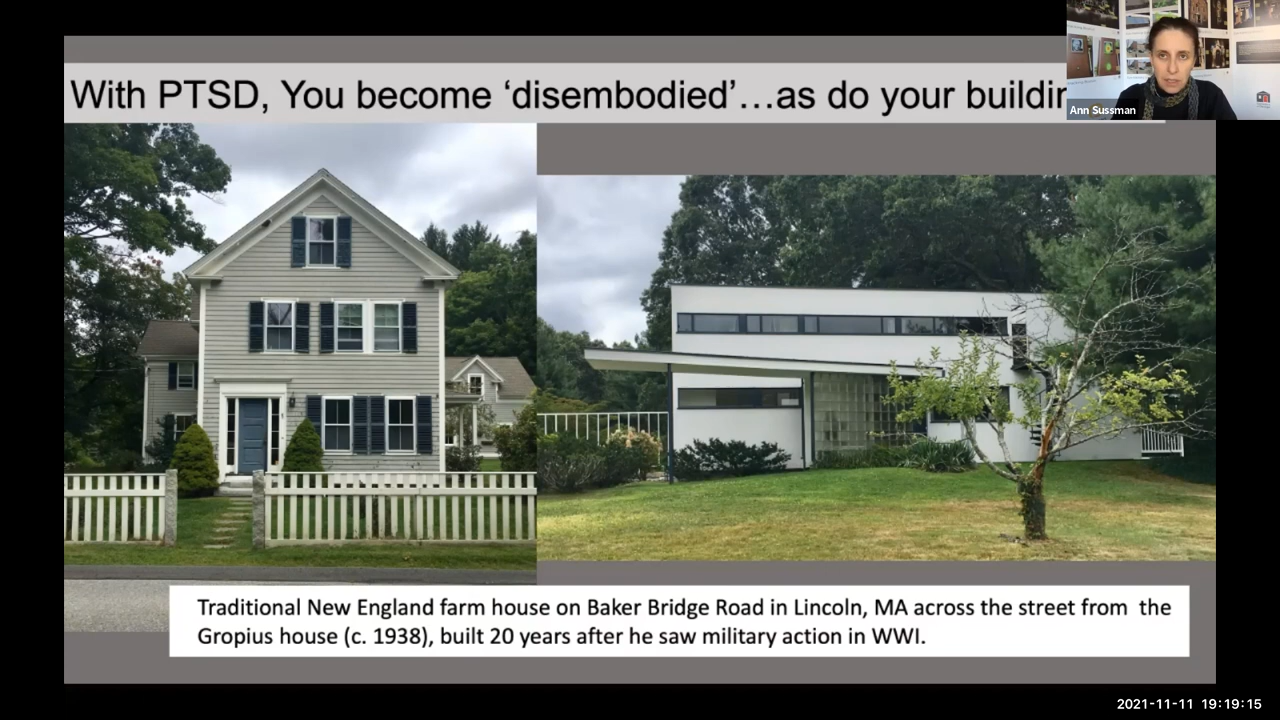 With PTSD, You become ‘disembodied’…as do your buildin
Ann Sussman
Traditional New England farm house on Baker Bridge Road in Lincoln, MA across the street from the
Gropius house (c. 1938), built 20 years after he saw military action in WWI.
2021-11-11 19:19:15